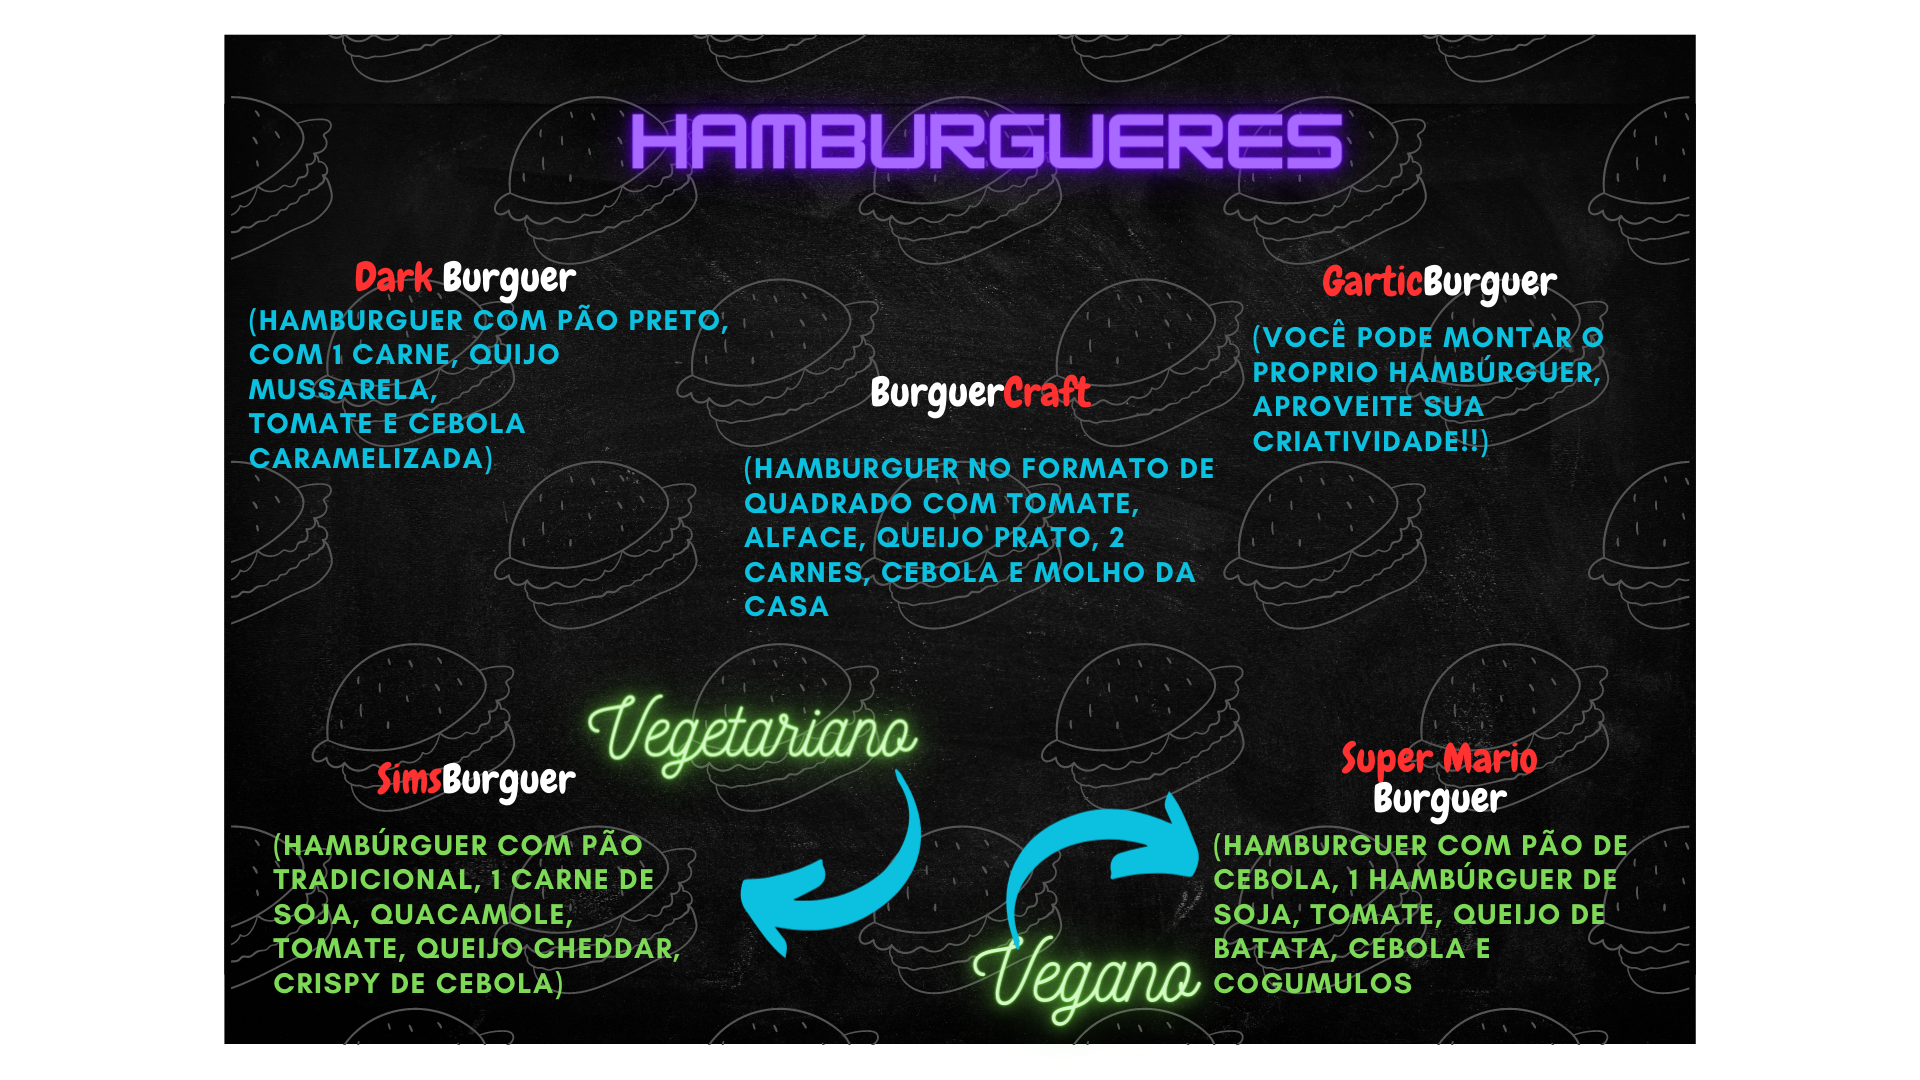 HAMBURGUERES
Dark Burguer
(HAMBURGUER COM PÃO PRETO,
COM 1 CARNE, QUIJO
MUSSARELA,
TOMATE E CEBOLA
CARAMELIZADA)
BurguerCraft
(HAMBURGUER NO FORMATO DE
QUADRADO COM TOMATE,
ALFACE, QUEIJO PRATO, 2
CARNES, CEBOLA E MOLHO DA
CASA
GarticBurguer
(VOCÊ PODE MONTAR O
PROPRIO HAMBÚRGUER,
APROVEITE SUA
CRIATIVIDADE!!)
Vegetariano
SimsBurguer
(HAMBÚRGUER COM PÃO
TRADICIONAL, 1 CARNE DE
SOJA, QUACAMOLE,
TOMATE, QUEIJO CHEDDAR,
CRISPY DE CEBOLA)
Vegano
Super Mario
Burguer
(HAMBURGUER COM PÃO DE
CEBOLA, 1 HAMBÚRGUER DE
SOJA, TOMATE, QUEIJO DE
BATATA, CEBOLA E
COGUMULOS